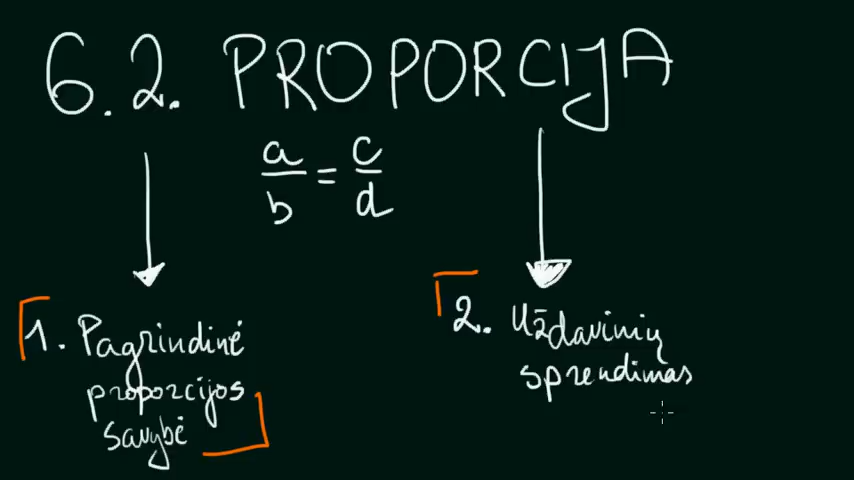 6.2. PROPORCIJA
a/b = c/d
1. Pagrindinė
proporcijos
savybė
2. Uždavinių
sprendimas